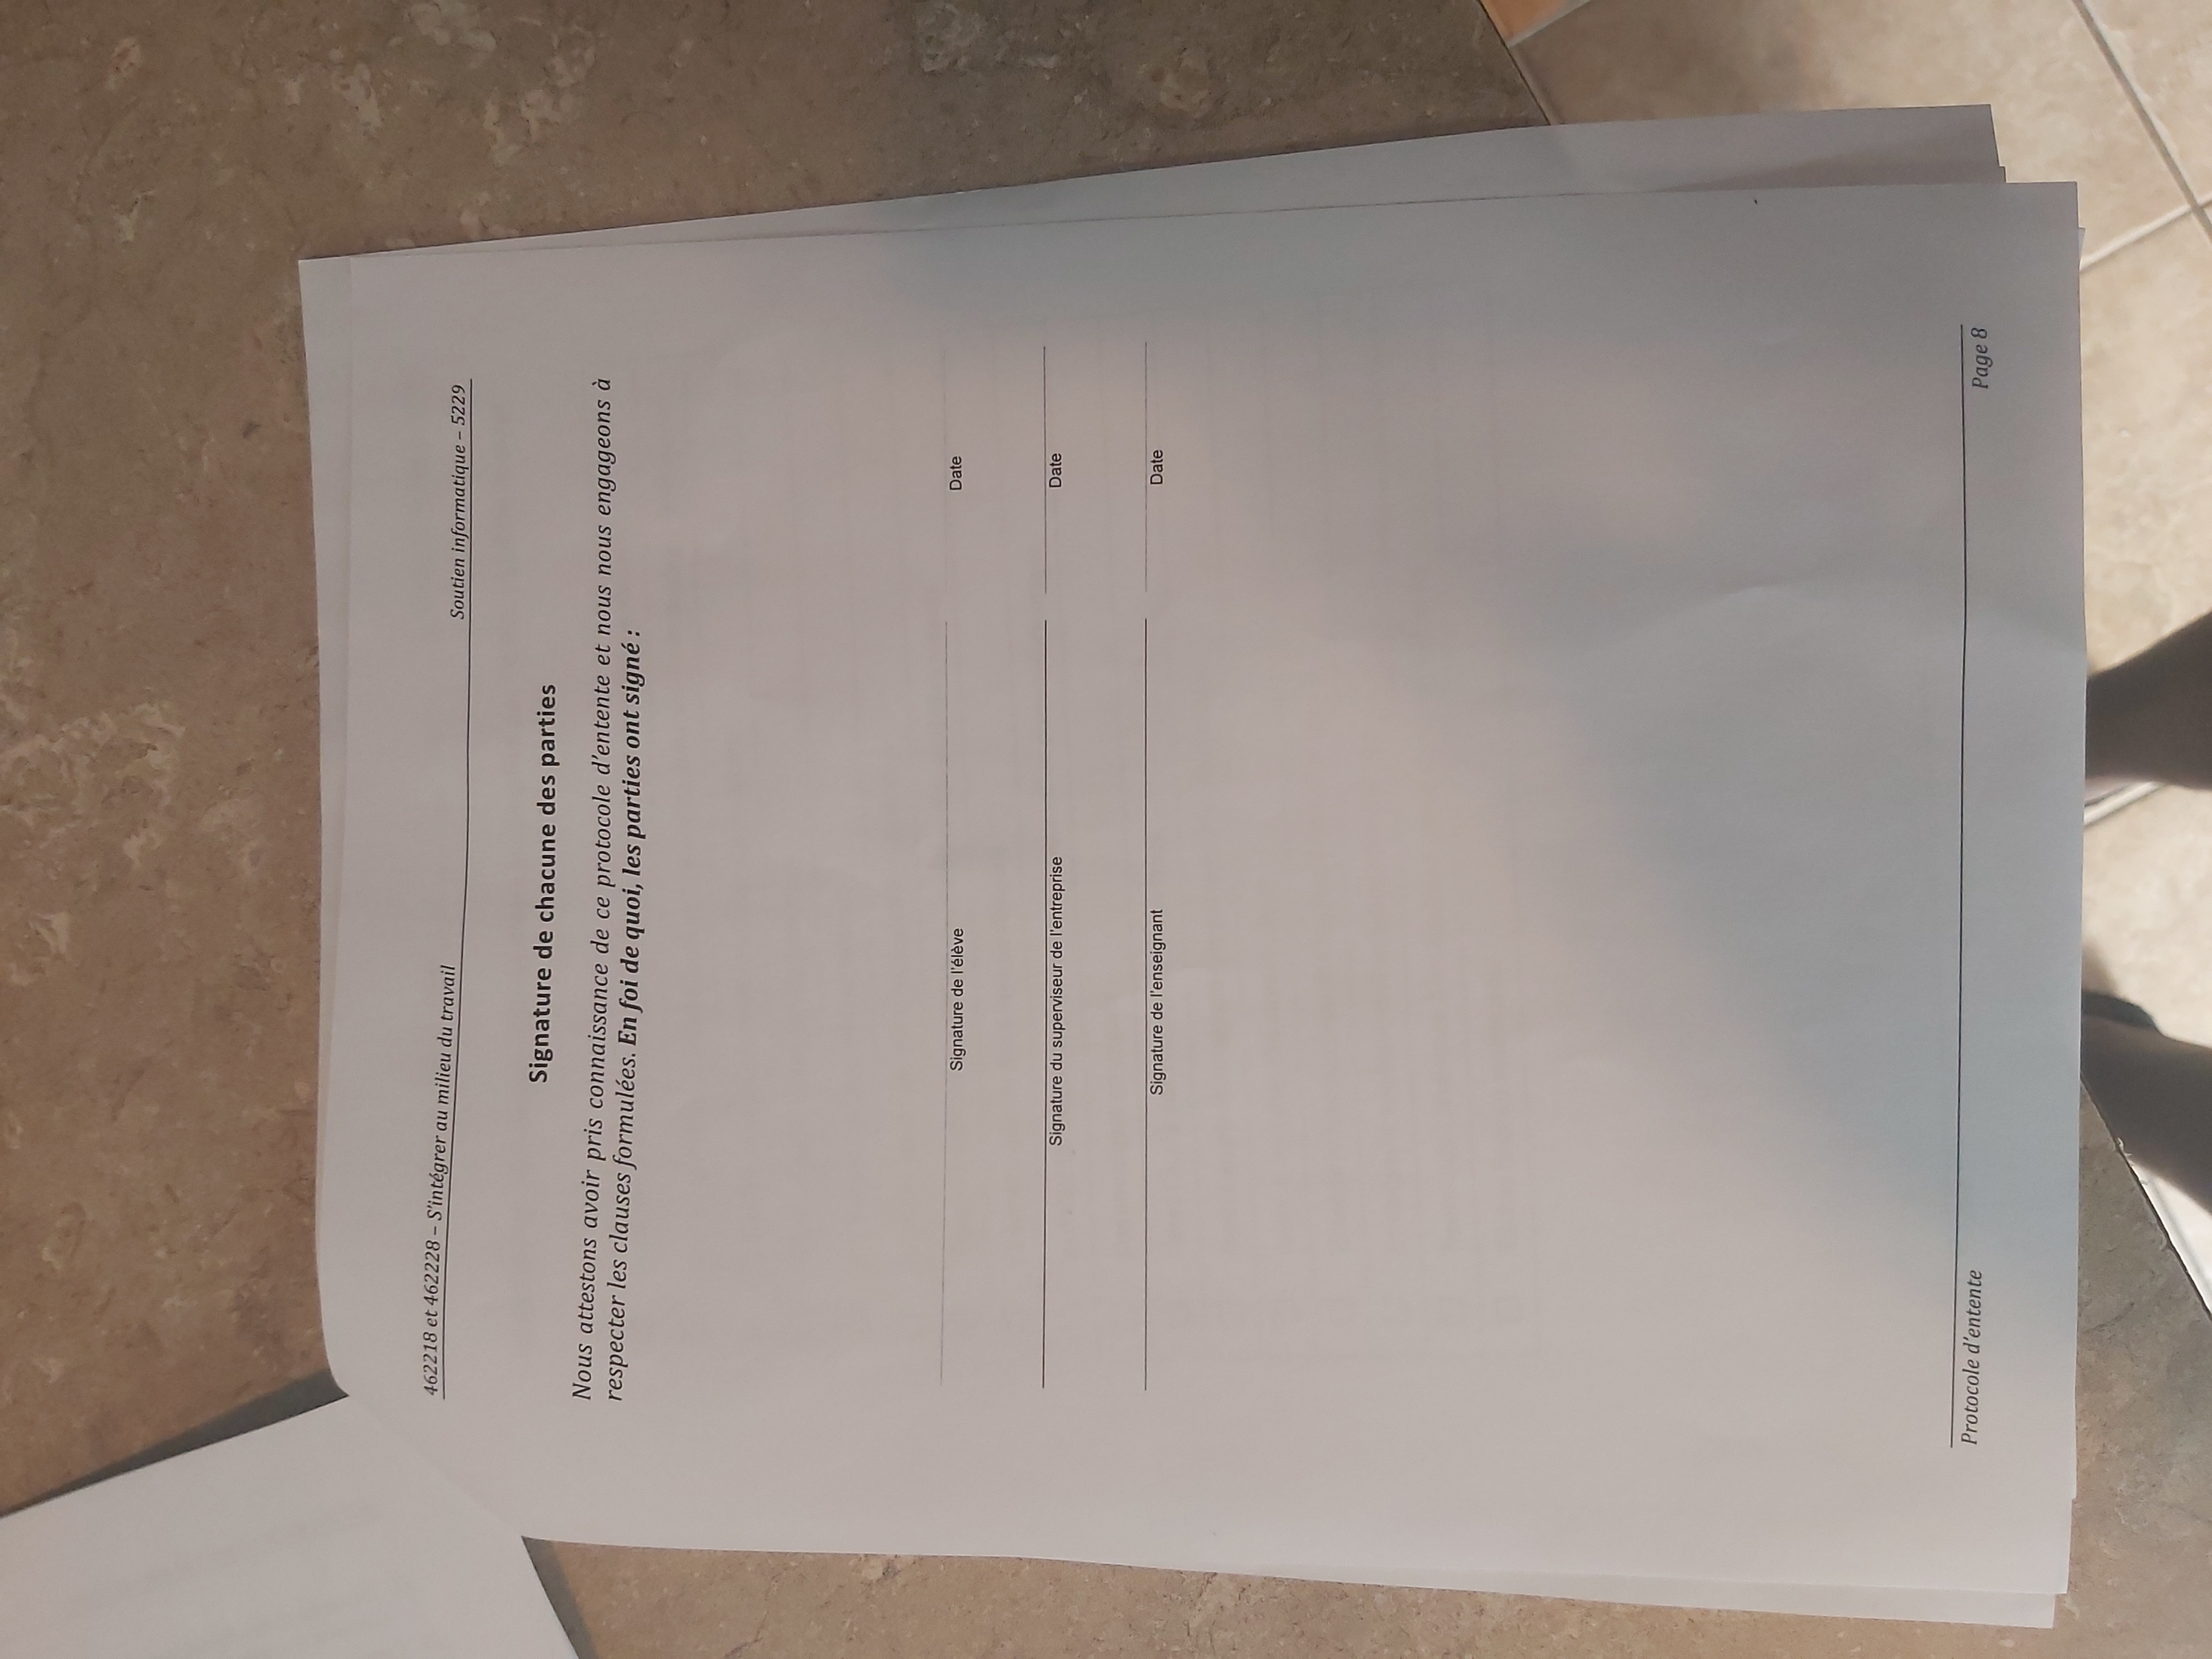 462218 et 462228 – S'intégrer au milieu du travail
Soutien informatique – 5229
Signature de chacune des parties
Nous attestons avoir pris connaissance de ce protocole d'entente et nous nous engageons à
respecter les clauses formulées. En foi de quoi, les parties ont signé :
Signature de l'élève
Date
Signature du superviseur de l'entreprise
Date
Signature de l'enseignant
Date
Protocole d'entente
Page 8